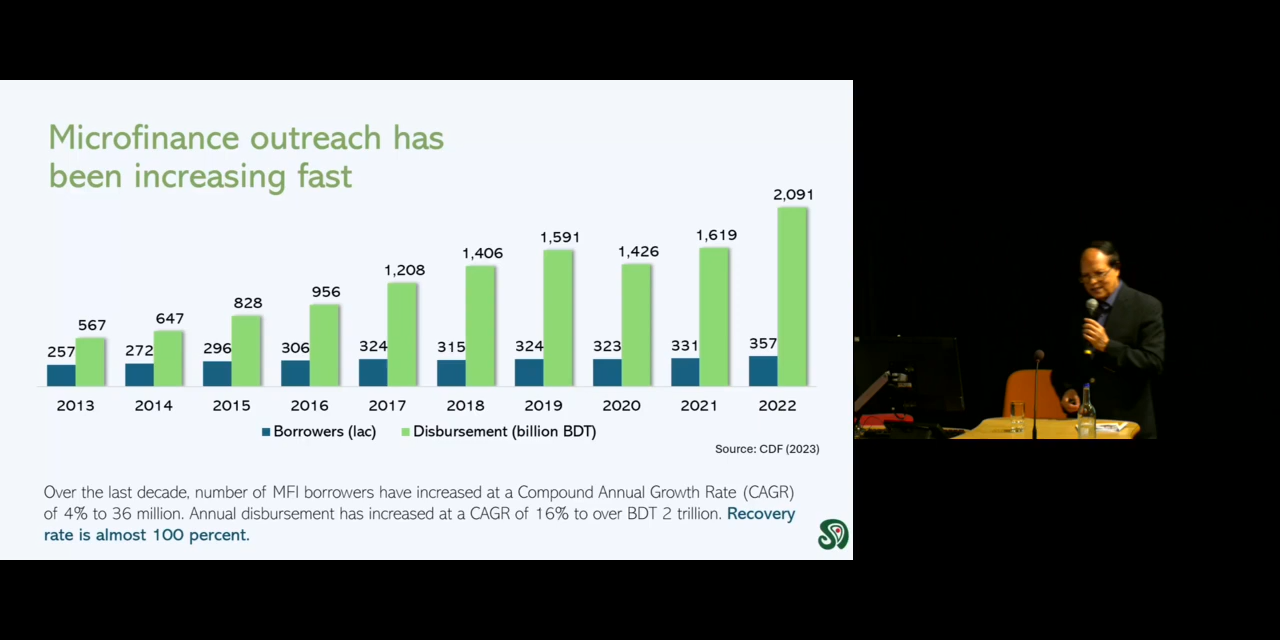 Microfinance outreach has
been increasing fast
257 567 272 647 296 828 306 956 324 1,208 315 1,406 324 1,591 323 1,426 331 1,619 357 2,091
2013 2014 2015 2016 2017 2018 2019 2020 2021 2022
Borrowers (lac) Disbursement (billion BDT)
Source: CDF (2023)
Over the last decade, number of MFI borrowers have increased at a Compound Annual Growth Rate (CAGR)
of 4% to 36 million. Annual disbursement has increased at a CAGR of 16% to over BDT 2 trillion. Recovery
rate is almost 100 percent.